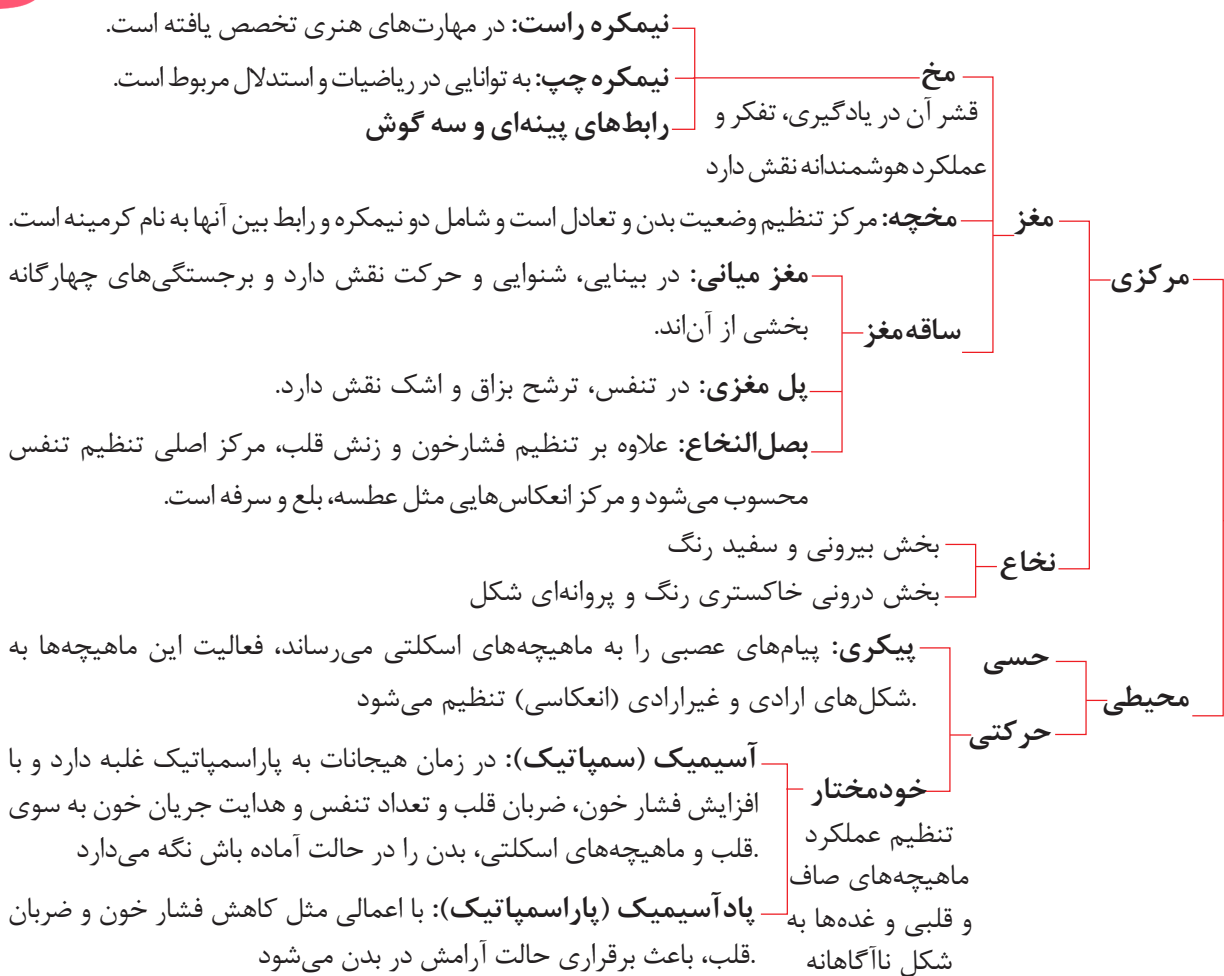 نیمکره راست: در مهارت‌های هنری تخصص یافته است.
مخ
نیمکره چپ: به توانایی در ریاضیات و استدلال مربوط است.
قشر آن در یادگیری، تفکر و
عملکرد هوشمندانه نقش دارد
رابط‌های پینه‌ای و سه گوش
مرکزی
مغز
مخچه: مرکز تنظیم وضعیت بدن و تعادل است و شامل دو نیمکره و رابط بین آنها به نام کرمینه است.
ساقه مغز
مغز میانی: در بینایی، شنوایی و حرکت نقش دارد و برجستگی‌های چهارگانه
بخشی از آن‌اند.
پل مغزی: در تنفس، ترشح بزاق و اشک نقش دارد.
بصل‌النخاع: علاوه بر تنظیم فشارخون و زنش قلب، مرکز اصلی تنظیم تنفس
محسوب می‌شود و مرکز انعکاس‌هایی مثل عطسه، بلع و سرفه است.
نخاع
بخش بیرونی و سفید رنگ
بخش درونی خاکستری رنگ و پروانه‌ای شکل
محیطی
حسی
حرکتی
پیکری: پیام‌های عصبی را به ماهیچه‌های اسکلتی می‌رساند، فعالیت این ماهیچه‌ها به
.شکل‌های ارادی و غیرارادی (انعکاسی) تنظیم می‌شود
خودمختار
تنظیم عملکرد
ماهیچه‌های صاف
و قلبی و غده‌ها به
شکل ناآگاهانه
آسیمیک (سمپاتیک): در زمان هیجانات به پاراسمپاتیک غلبه دارد و با
افزایش فشار خون، ضربان قلب و تعداد تنفس و هدایت جریان خون به سوی
.قلب و ماهیچه‌های اسکلتی، بدن را در حالت آماده باش نگه می‌دارد
پادآسیمیک (پاراسمپاتیک): با اعمالی مثل کاهش فشار خون و ضربان
.قلب، باعث برقراری حالت آرامش در بدن می‌شود